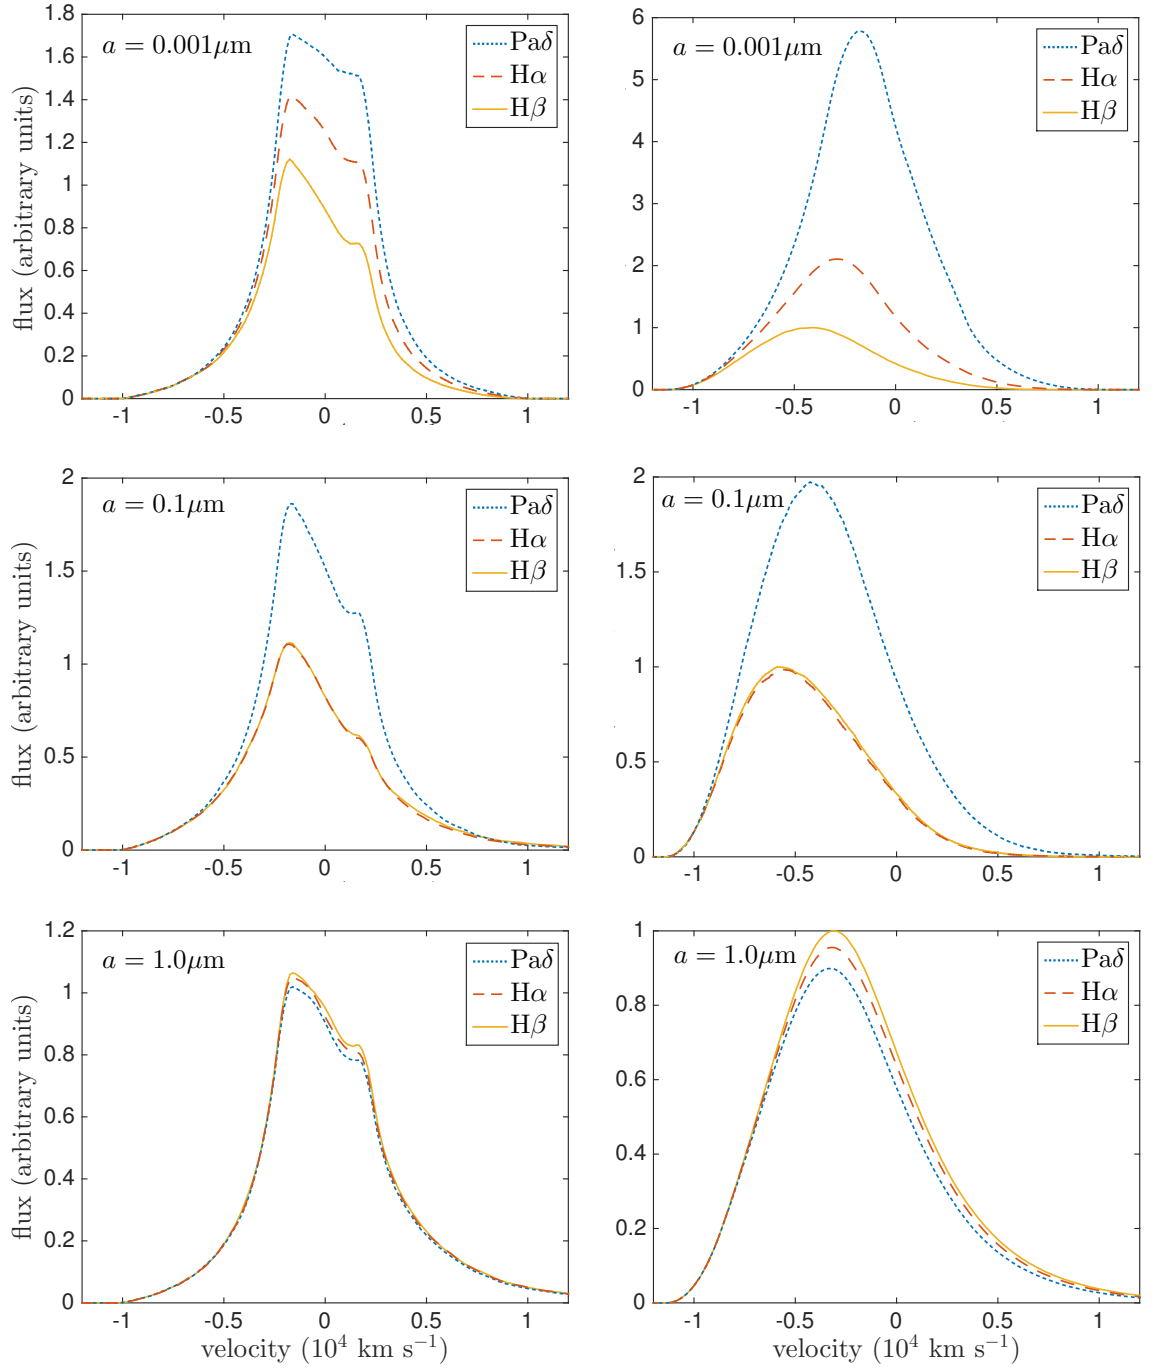 a = 0.001μm
Paδ
Hα
Hβ
flux (arbitrary units)
0
0.2
0.4
0.6
0.8
1
1.2
1.4
1.6
1.8
-1
-0.5
0
0.5
1
a = 0.001μm
Paδ
Hα
Hβ
0
1
2
3
4
5
6
-1
-0.5
0
0.5
1
a = 0.1μm
Paδ
Hα
Hβ
flux (arbitrary units)
0
0.5
1
1.5
2
-1
-0.5
0
0.5
1
a = 0.1μm
Paδ
Hα
Hβ
0
0.5
1
1.5
2
-1
-0.5
0
0.5
1
a = 1.0μm
Paδ
Hα
Hβ
flux (arbitrary units)
0
0.2
0.4
0.6
0.8
1
1.2
-1
-0.5
0
0.5
1
velocity (10⁴ km s⁻¹)
a = 1.0μm
Paδ
Hα
Hβ
0
0.2
0.4
0.6
0.8
1
-1
-0.5
0
0.5
1
velocity (10⁴ km s⁻¹)